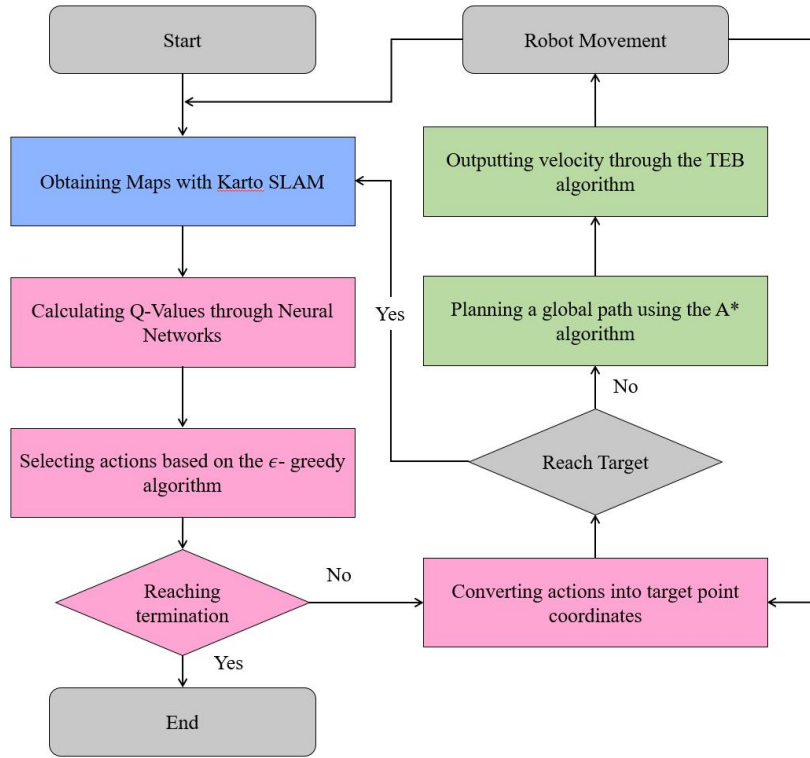 Start
Robot Movement
Obtaining Maps with Karto SLAM
Outputting velocity through the TEB
algorithm
Calculating Q-Values through Neural
Networks
Yes
Planning a global path using the A*
algorithm
No
Selecting actions based on the ϵ- greedy
algorithm
Reach Target
Reaching
termination
No
Converting actions into target point
coordinates
Yes
End